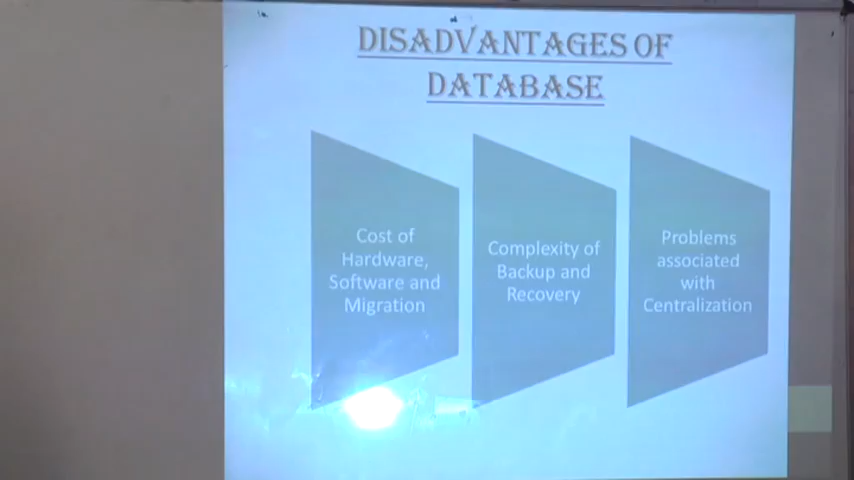 DISADVANTAGES OF
DATABASE
Cost of
Hardware,
Software and
Migration
Complexity of
Backup and
Recovery
Problems
associated
with
Centralization